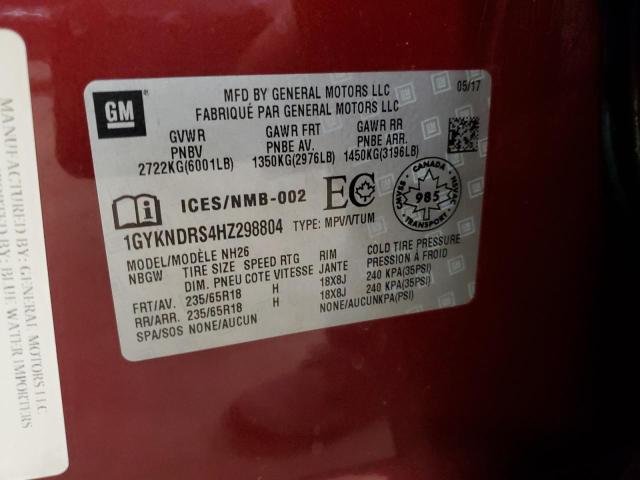 GM
MFD BY GENERAL MOTORS LLC
FABRIQUÉ PAR GENERAL MOTORS LLC
05/17
GVWR GAWR FRT GAWR RR
PNBV PNBE AV. PNBE ARR.
2722KG(6001LB) 1350KG(2976LB) 1450KG(3196LB)
ICES/NMB-002 EC
CANADA
985
TRANSPORT
1GYKNDRS4HZ298804 TYPE: MPV/VTUM
MODEL/MODÈLE NH26
NBGW TIRE SIZE SPEED RTG RIM COLD TIRE PRESSURE
DIM. PNEU COTE VITESSE JANTE PRESSION À FROID
FRT/AV. 235/65R18 H 18X8J 240 KPA(35PSI)
RR/ARR. 235/65R18 H 18X8J 240 KPA(35PSI)
SPA/SOS NONE/AUCUN NONE/AUCUNKPA(PSI)
MANUFACTURED BY: GENERAL MOTORS LLC
BY: BLUE WATER IMPORTERS